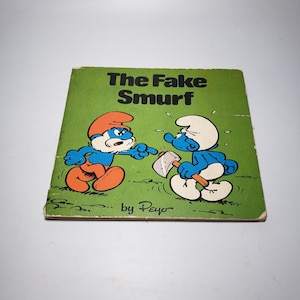 The Fake
Smurf
by Peyo